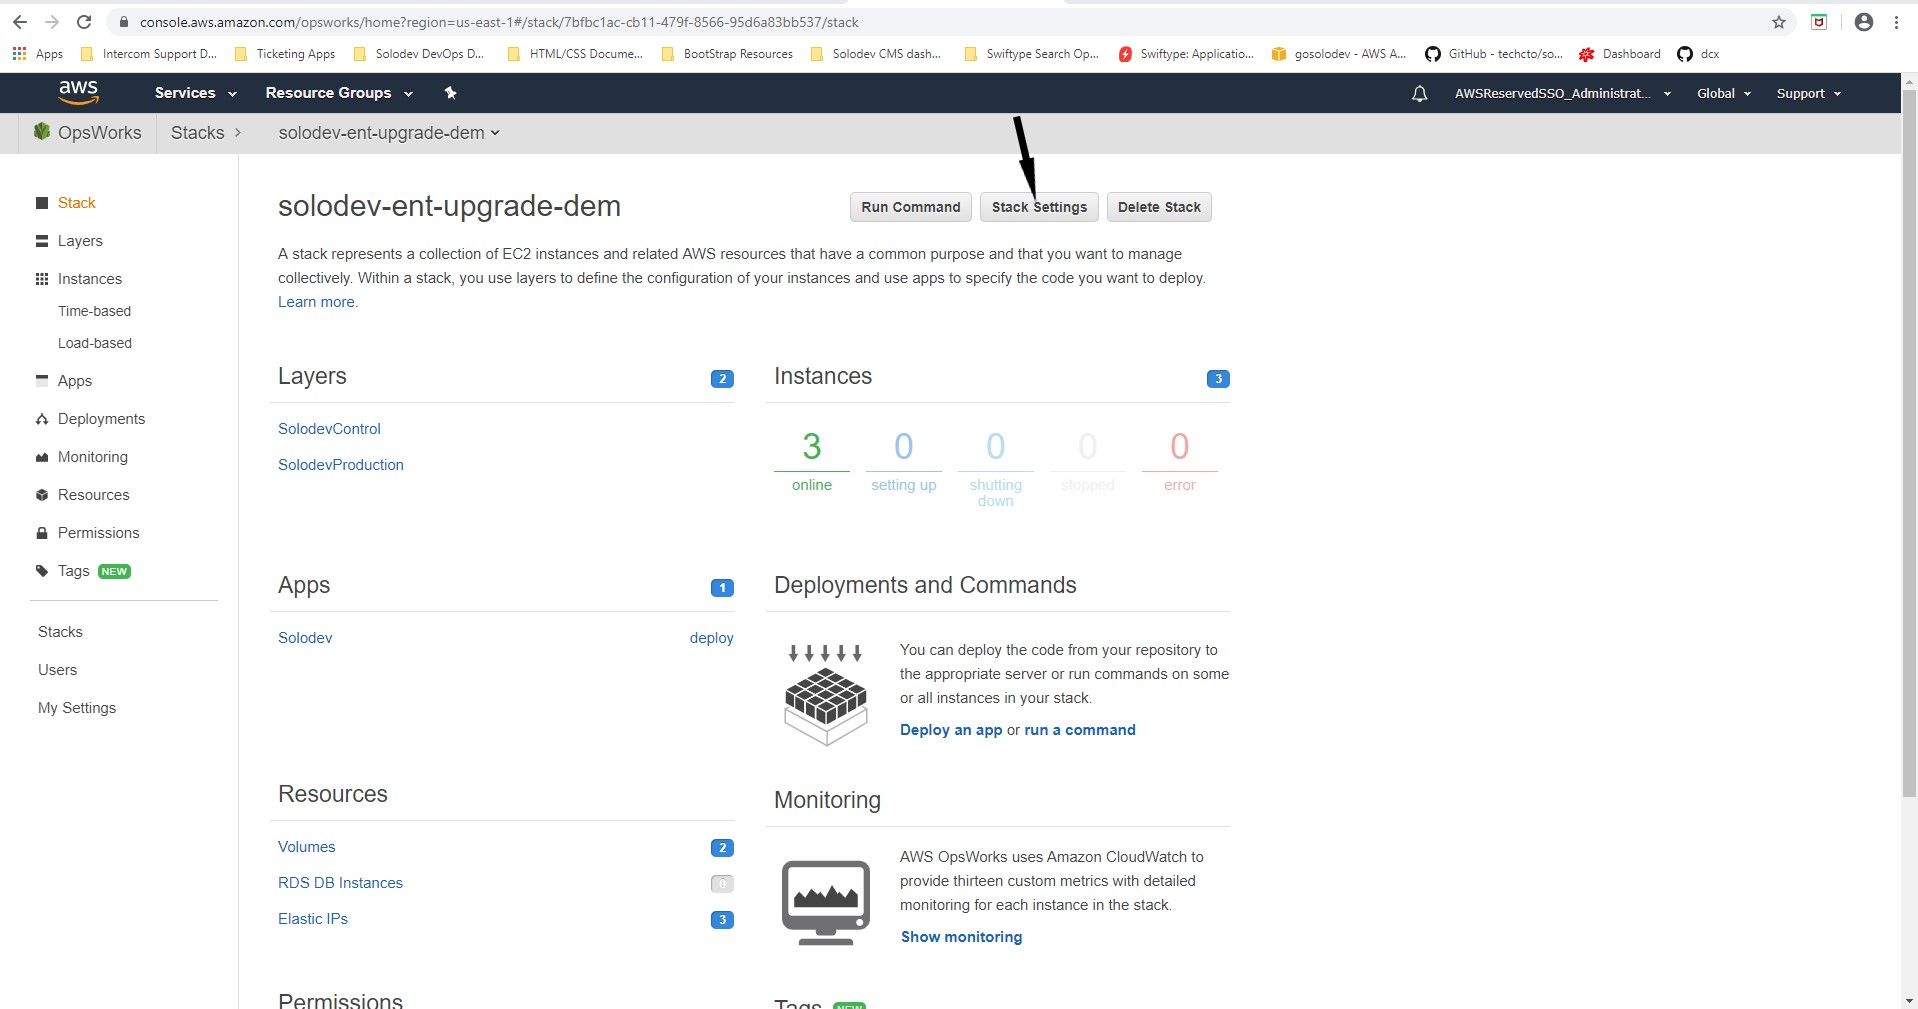 console.aws.amazon.com/opsworks/home?region=us-east-1#/stack/7bfbc1ac-cb11-479f-8566-95d6a83bb537/stack
Apps Intercom Support D... Ticketing Apps Solodev DevOps D... HTML/CSS Docume... BootStrap Resources Solodev CMS dash... Swiftype Search Op... Swiftype: Applicatio... gosolodev - AWS A... GitHub - techcto/so... Dashboard dcx
aws Services Resource Groups AWSReservedSSO_Administrat... Global Support
OpsWorks Stacks solodev-ent-upgrade-dem
Stack
Layers
Instances
Time-based
Load-based
Apps
Deployments
Monitoring
Resources
Permissions
Tags NEW
Stacks
Users
My Settings
solodev-ent-upgrade-dem
Run Command Stack Settings Delete Stack
A stack represents a collection of EC2 instances and related AWS resources that have a common purpose and that you want to manage
collectively. Within a stack, you use layers to define the configuration of your instances and use apps to specify the code you want to deploy.
Learn more.
Layers 2
SolodevControl
SolodevProduction
Instances 3
3 0 0 0 0
online setting up shutting down stopped error
Apps 1
Solodev deploy
Deployments and Commands
You can deploy the code from your repository to
the appropriate server or run commands on some
or all instances in your stack.
Deploy an app or run a command
Resources
Volumes 2
RDS DB Instances 0
Elastic IPs 3
Monitoring
AWS OpsWorks uses Amazon CloudWatch to
provide thirteen custom metrics with detailed
monitoring for each instance in the stack.
Show monitoring
Permissions
Tags NEW